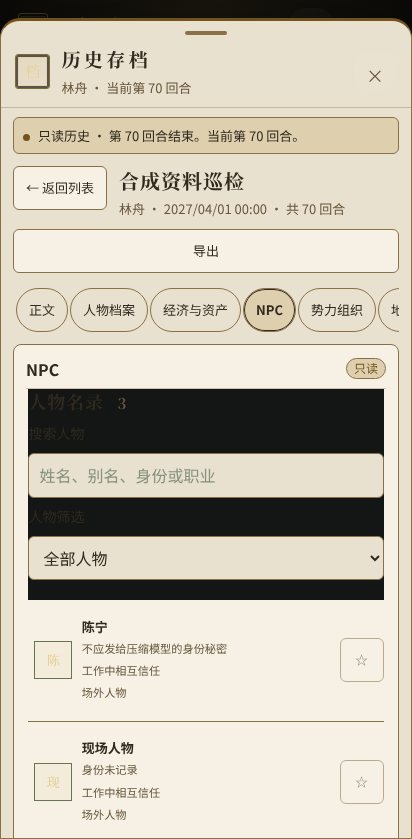 档
历史存档
林舟 · 当前第 70 回合
×
只读历史 · 第 70 回合结束。当前第 70 回合。
← 返回列表
合成资料巡检
林舟 · 2027/04/01 00:00 · 共 70 回合
导出
正文 人物档案 经济与资产 NPC 势力组织
NPC
只读
人物名录 3
搜索人物
姓名、别名、身份或职业
人物筛选
全部人物
陈
陈宁
不应发给压缩模型的身份秘密
工作中相互信任
场外人物
☆
现
现场人物
身份未记录
工作中相互信任
场外人物
☆